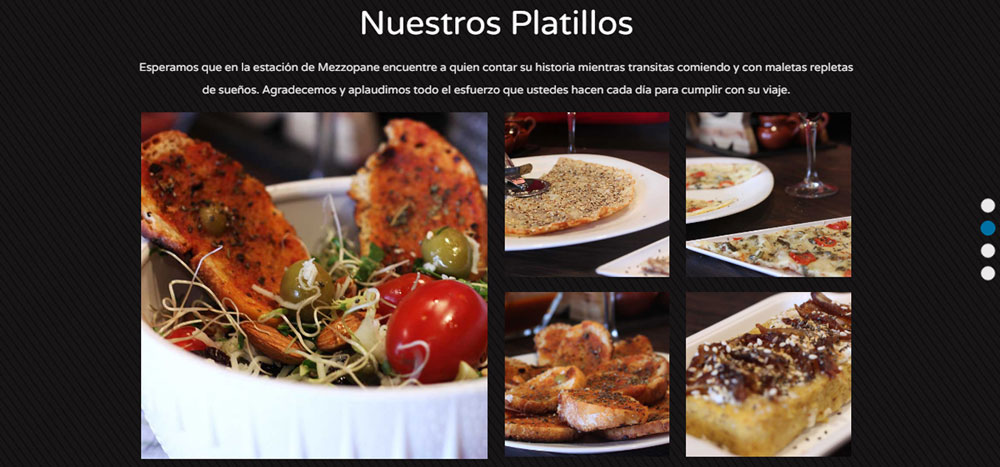 Nuestros Platillos
Esperamos que en la estación de Mezzopane encuentre a quien contar su historia mientras transitas comiendo y con maletas repletas
de sueños. Agradecemos y aplaudimos todo el esfuerzo que ustedes hacen cada día para cumplir con su viaje.